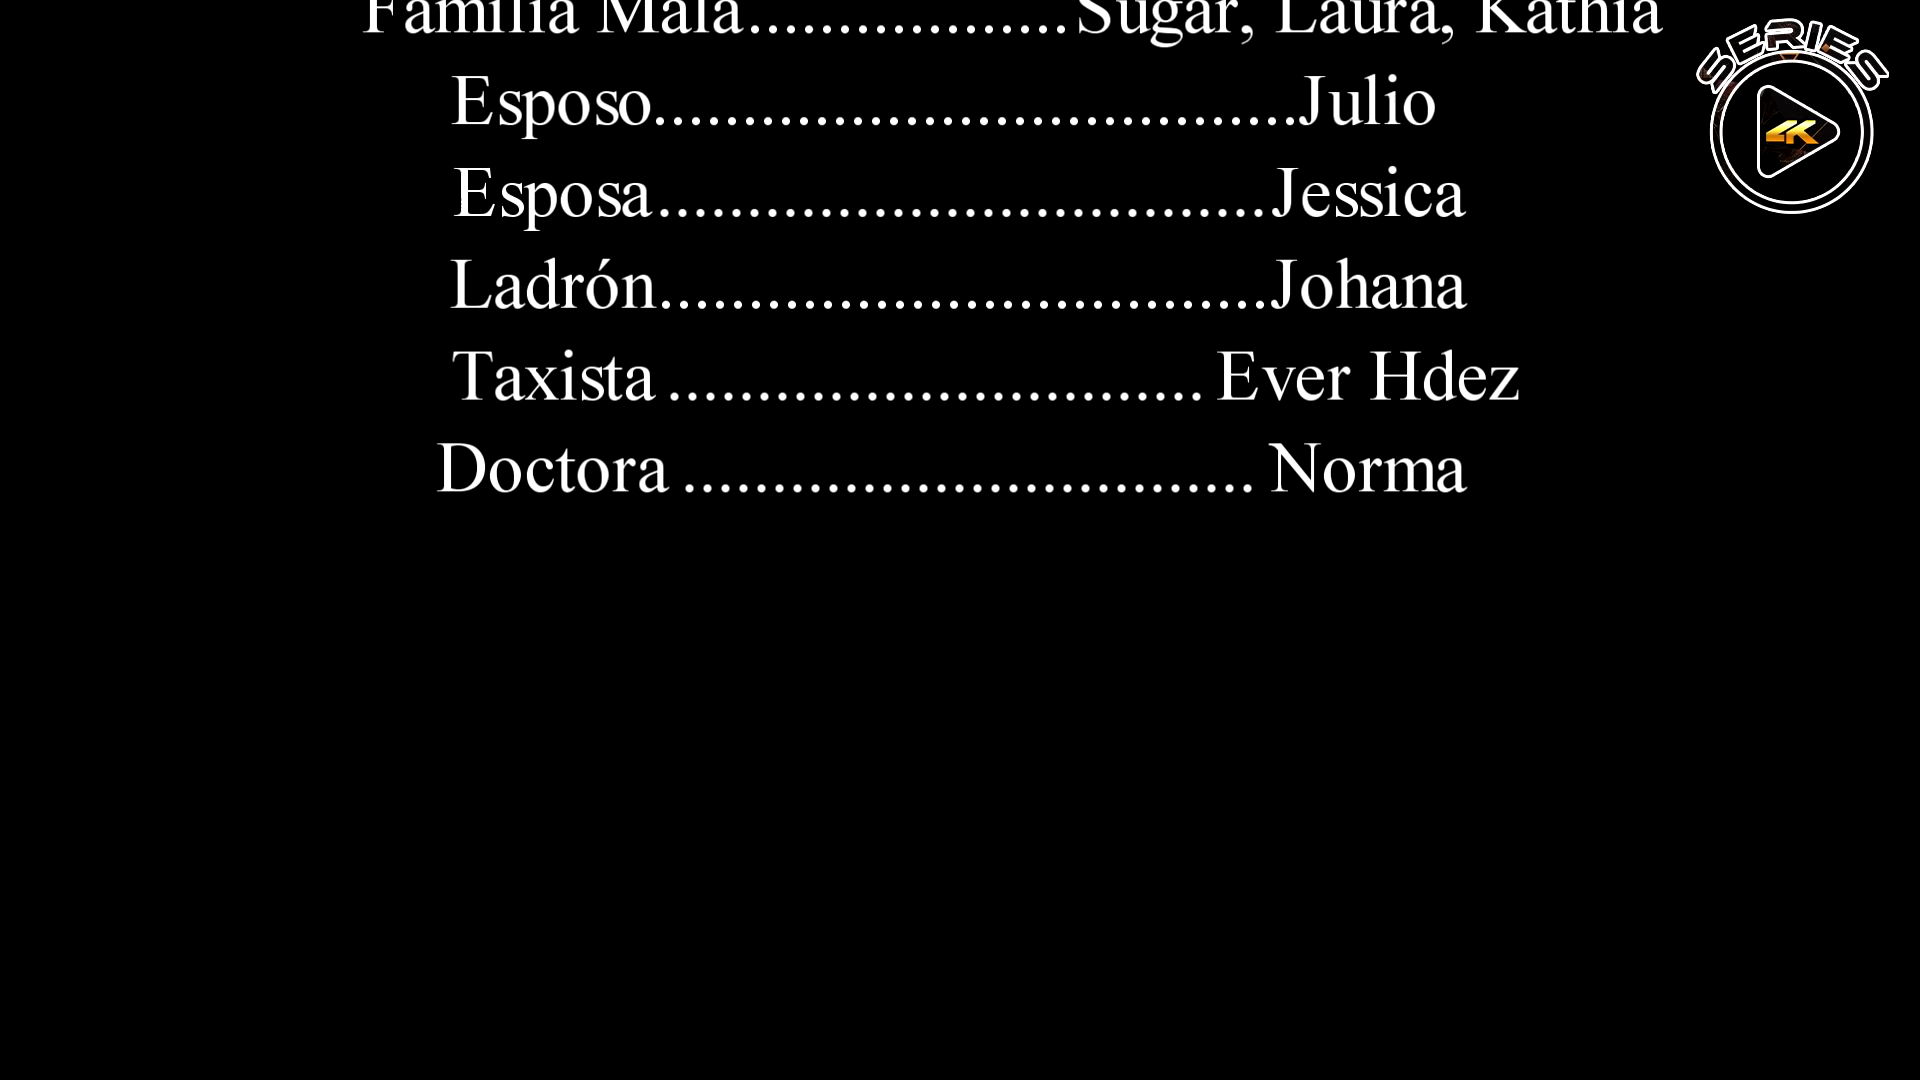 Familia Mala..................Sugar, Laura, Kathia
Esposo....................................Julio
Esposa..................................Jessica
Ladrón..................................Johana
Taxista .............................. Ever Hdez
Doctora ................................ Norma
SERIES
4K